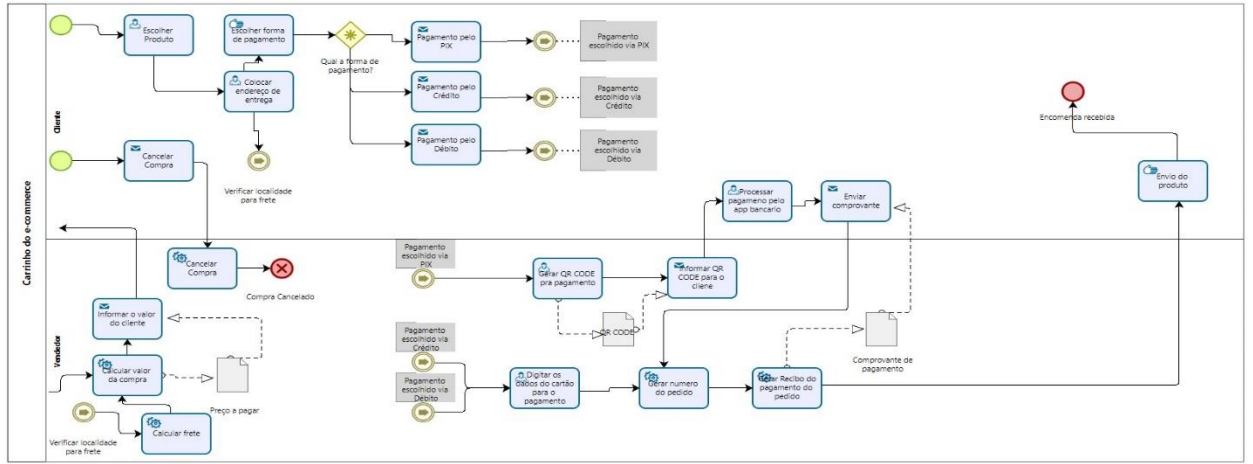 Carrinho do e-commerce
Cliente
Escolher
Produto
Escolher forma
de pagamento
Colocar
endereço de
entrega
Verificar localidade
para frete
Qual a forma de
pagamento?
Pagamento pelo
PIX
Pagamento
escolhido via PIX
Pagamento pelo
Crédito
Pagamento
escolhido via
Crédito
Pagamento pelo
Débito
Pagamento
escolhido via
Débito
Cancelar
Compra
Processar
pagameno pelo
app bancario
Enviar
comprovante
Encomenda recebida
Envio do
produto
Vendedor
Cancelar
Compra
Compra Cancelado
Informar o valor
do cliente
Calcular valor
da compra
Preço a pagar
Verificar localidade
para frete
Calcular frete
Pagamento
escolhido via
PIX
Gerar QR CODE
pra pagamento
QR CODE
Informar QR
CODE para o
cliene
Pagamento
escolhido via
Crédito
Pagamento
escolhido via
Débito
Digitar os
dados do cartão
para o
pagamento
Gerar numero
do pedido
Gerar Recibo do
pagamento do
pedido
Comprovante de
pagamento